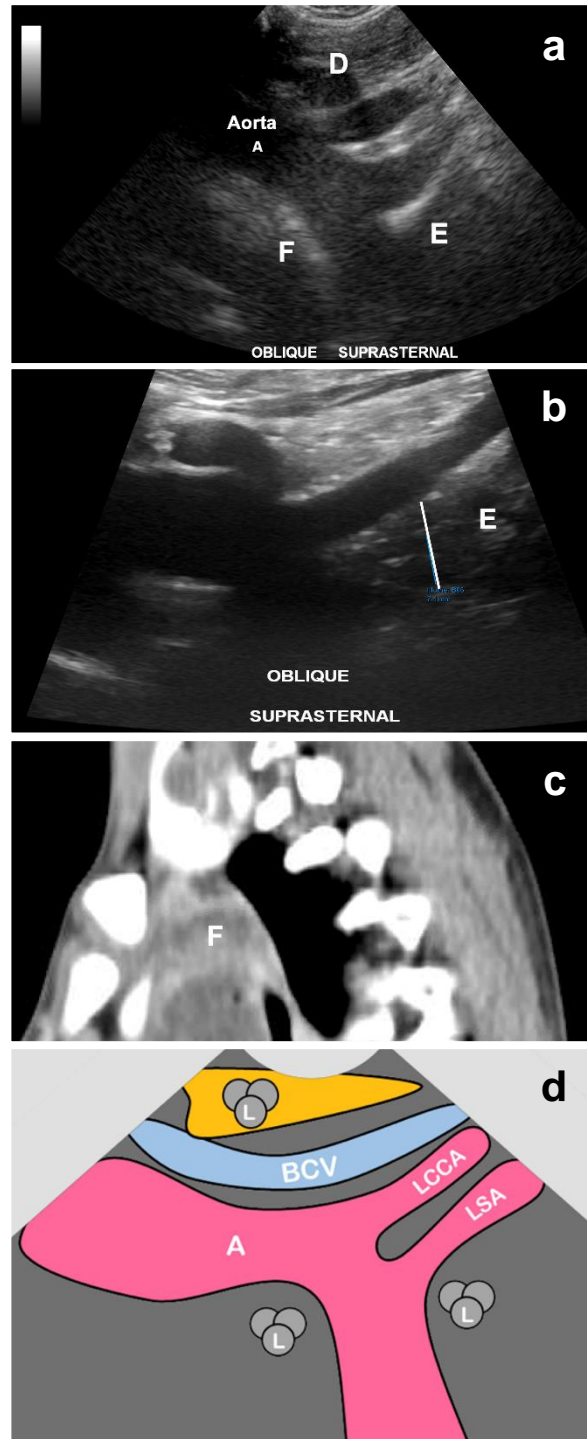 a
D
Aorta
A
E
F
OBLIQUE SUPRASTERNAL
b
E
OBLIQUE
SUPRASTERNAL
c
F
d
L
BCV
LCCA
LSA
A
L
L